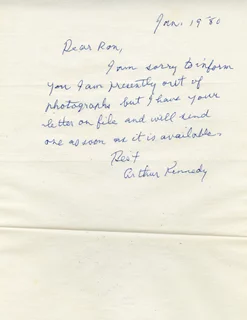 Jan. 1980
Dear Ron,
I am sorry to inform
you I am presently out of
photographs but I have your
letter on file and will send
one as soon as it is available.
Best
Arthur Kennedy